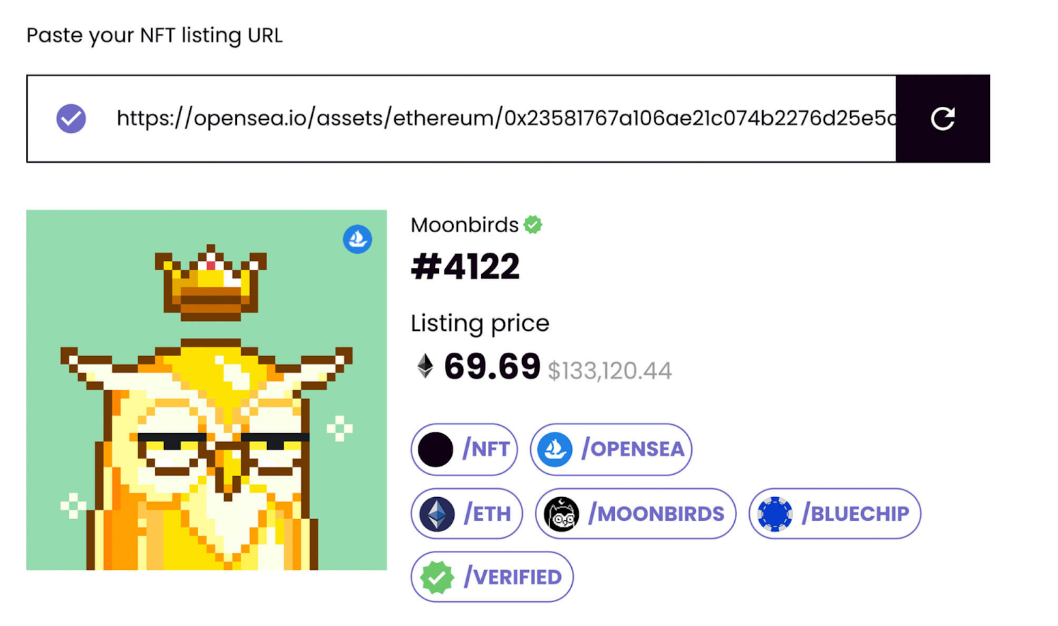 Paste your NFT listing URL
https://opensea.io/assets/ethereum/0x23581767a106ae21c074b2276d25e5c
Moonbirds
#4122
Listing price
69.69 $133,120.44
/NFT /OPENSEA
/ETH /MOONBIRDS /BLUECHIP
/VERIFIED